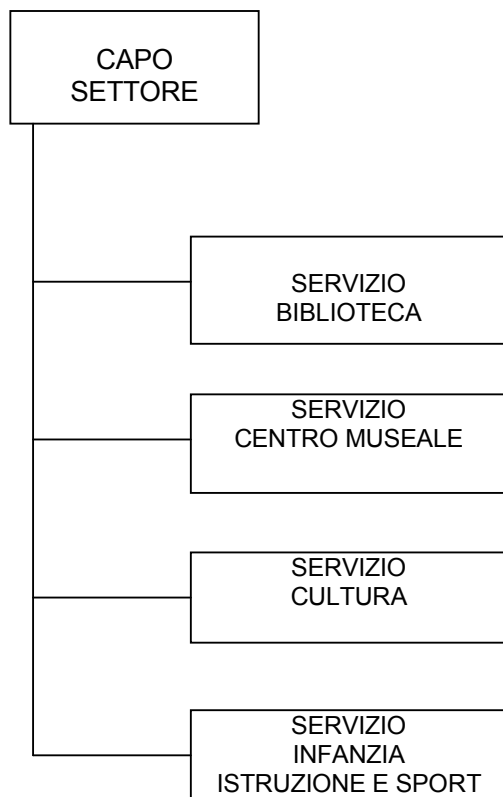 CAPO
SETTORE
SERVIZIO
BIBLIOTECA
SERVIZIO
CENTRO MUSEALE
SERVIZIO
CULTURA
SERVIZIO
INFANZIA
ISTRUZIONE E SPORT